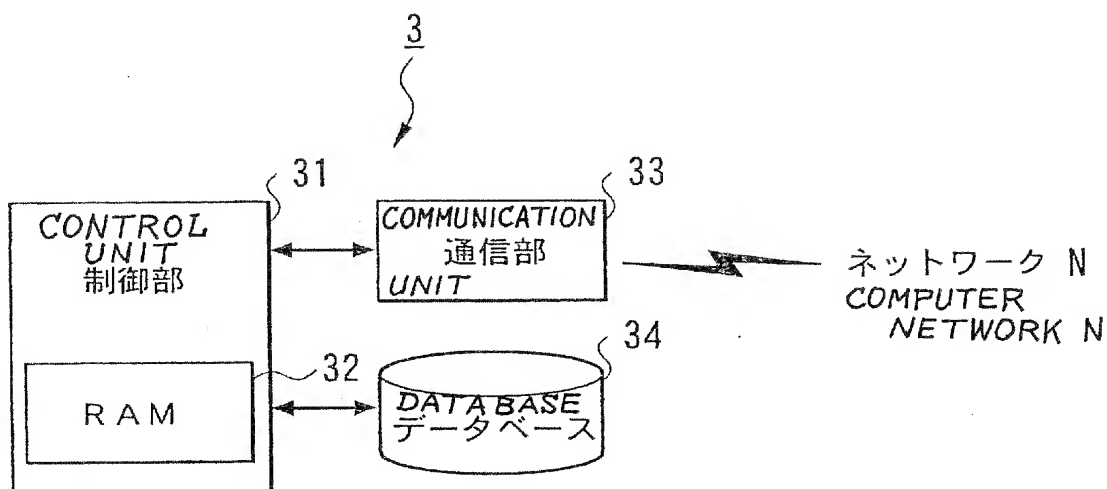 3
31
CONTROL
UNIT
制御部
32
RAM
33
COMMUNICATION
通信部
UNIT
34
DATABASE
データベース
ネットワーク N
COMPUTER
NETWORK N